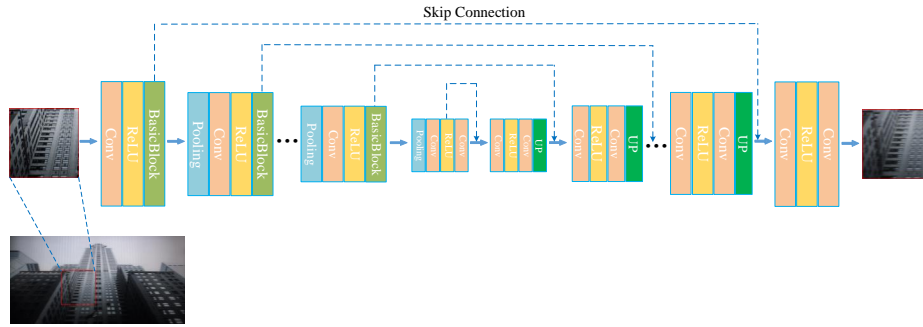 Skip Connection
Conv
ReLU
BasicBlock
Pooling
Conv
ReLU
BasicBlock
Pooling
Conv
ReLU
BasicBlock
Pooling
Conv
ReLU
Conv
Conv
ReLU
Conv
UP
Conv
ReLU
Conv
UP
Conv
ReLU
Conv
UP
Conv
ReLU
Conv